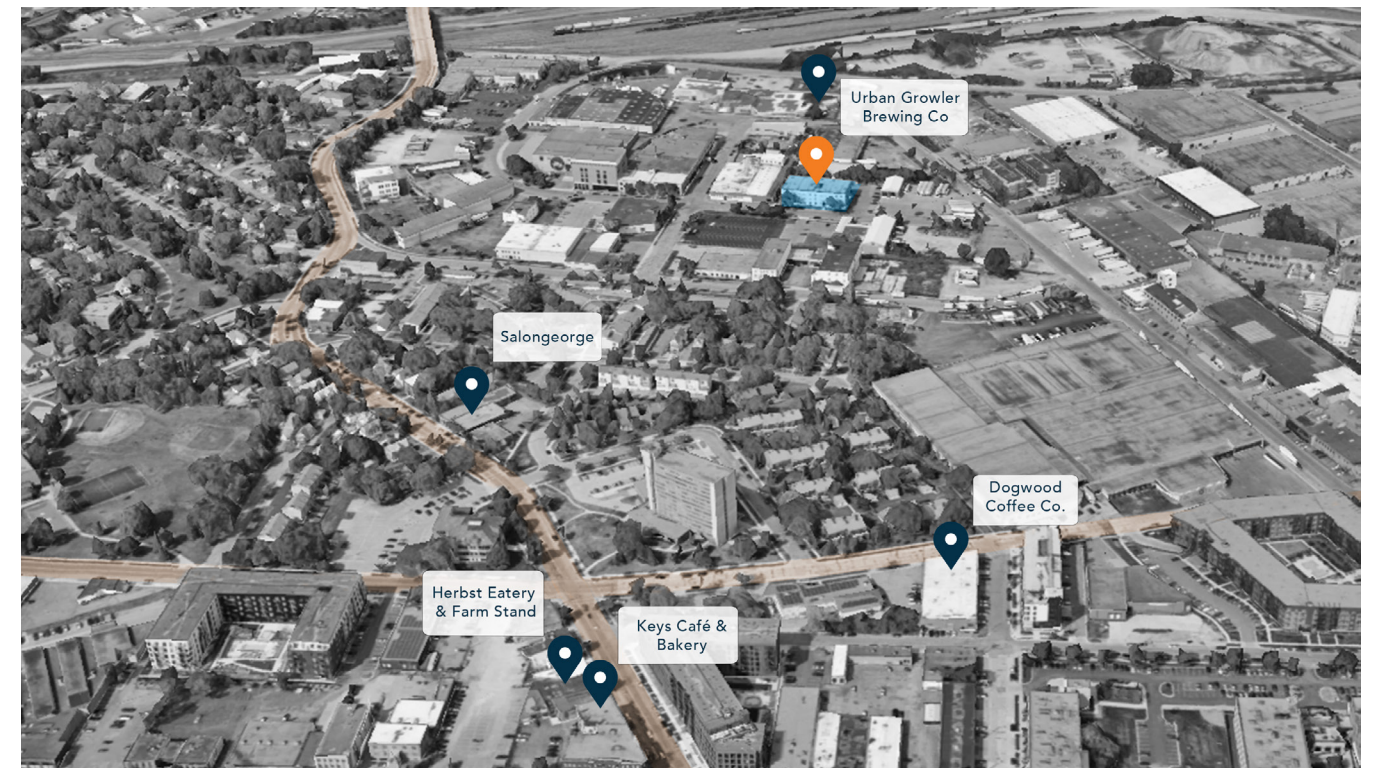 Urban Growler
Brewing Co
Salongeorge
Dogwood
Coffee Co.
Herbst Eatery
& Farm Stand
Keys Café &
Bakery